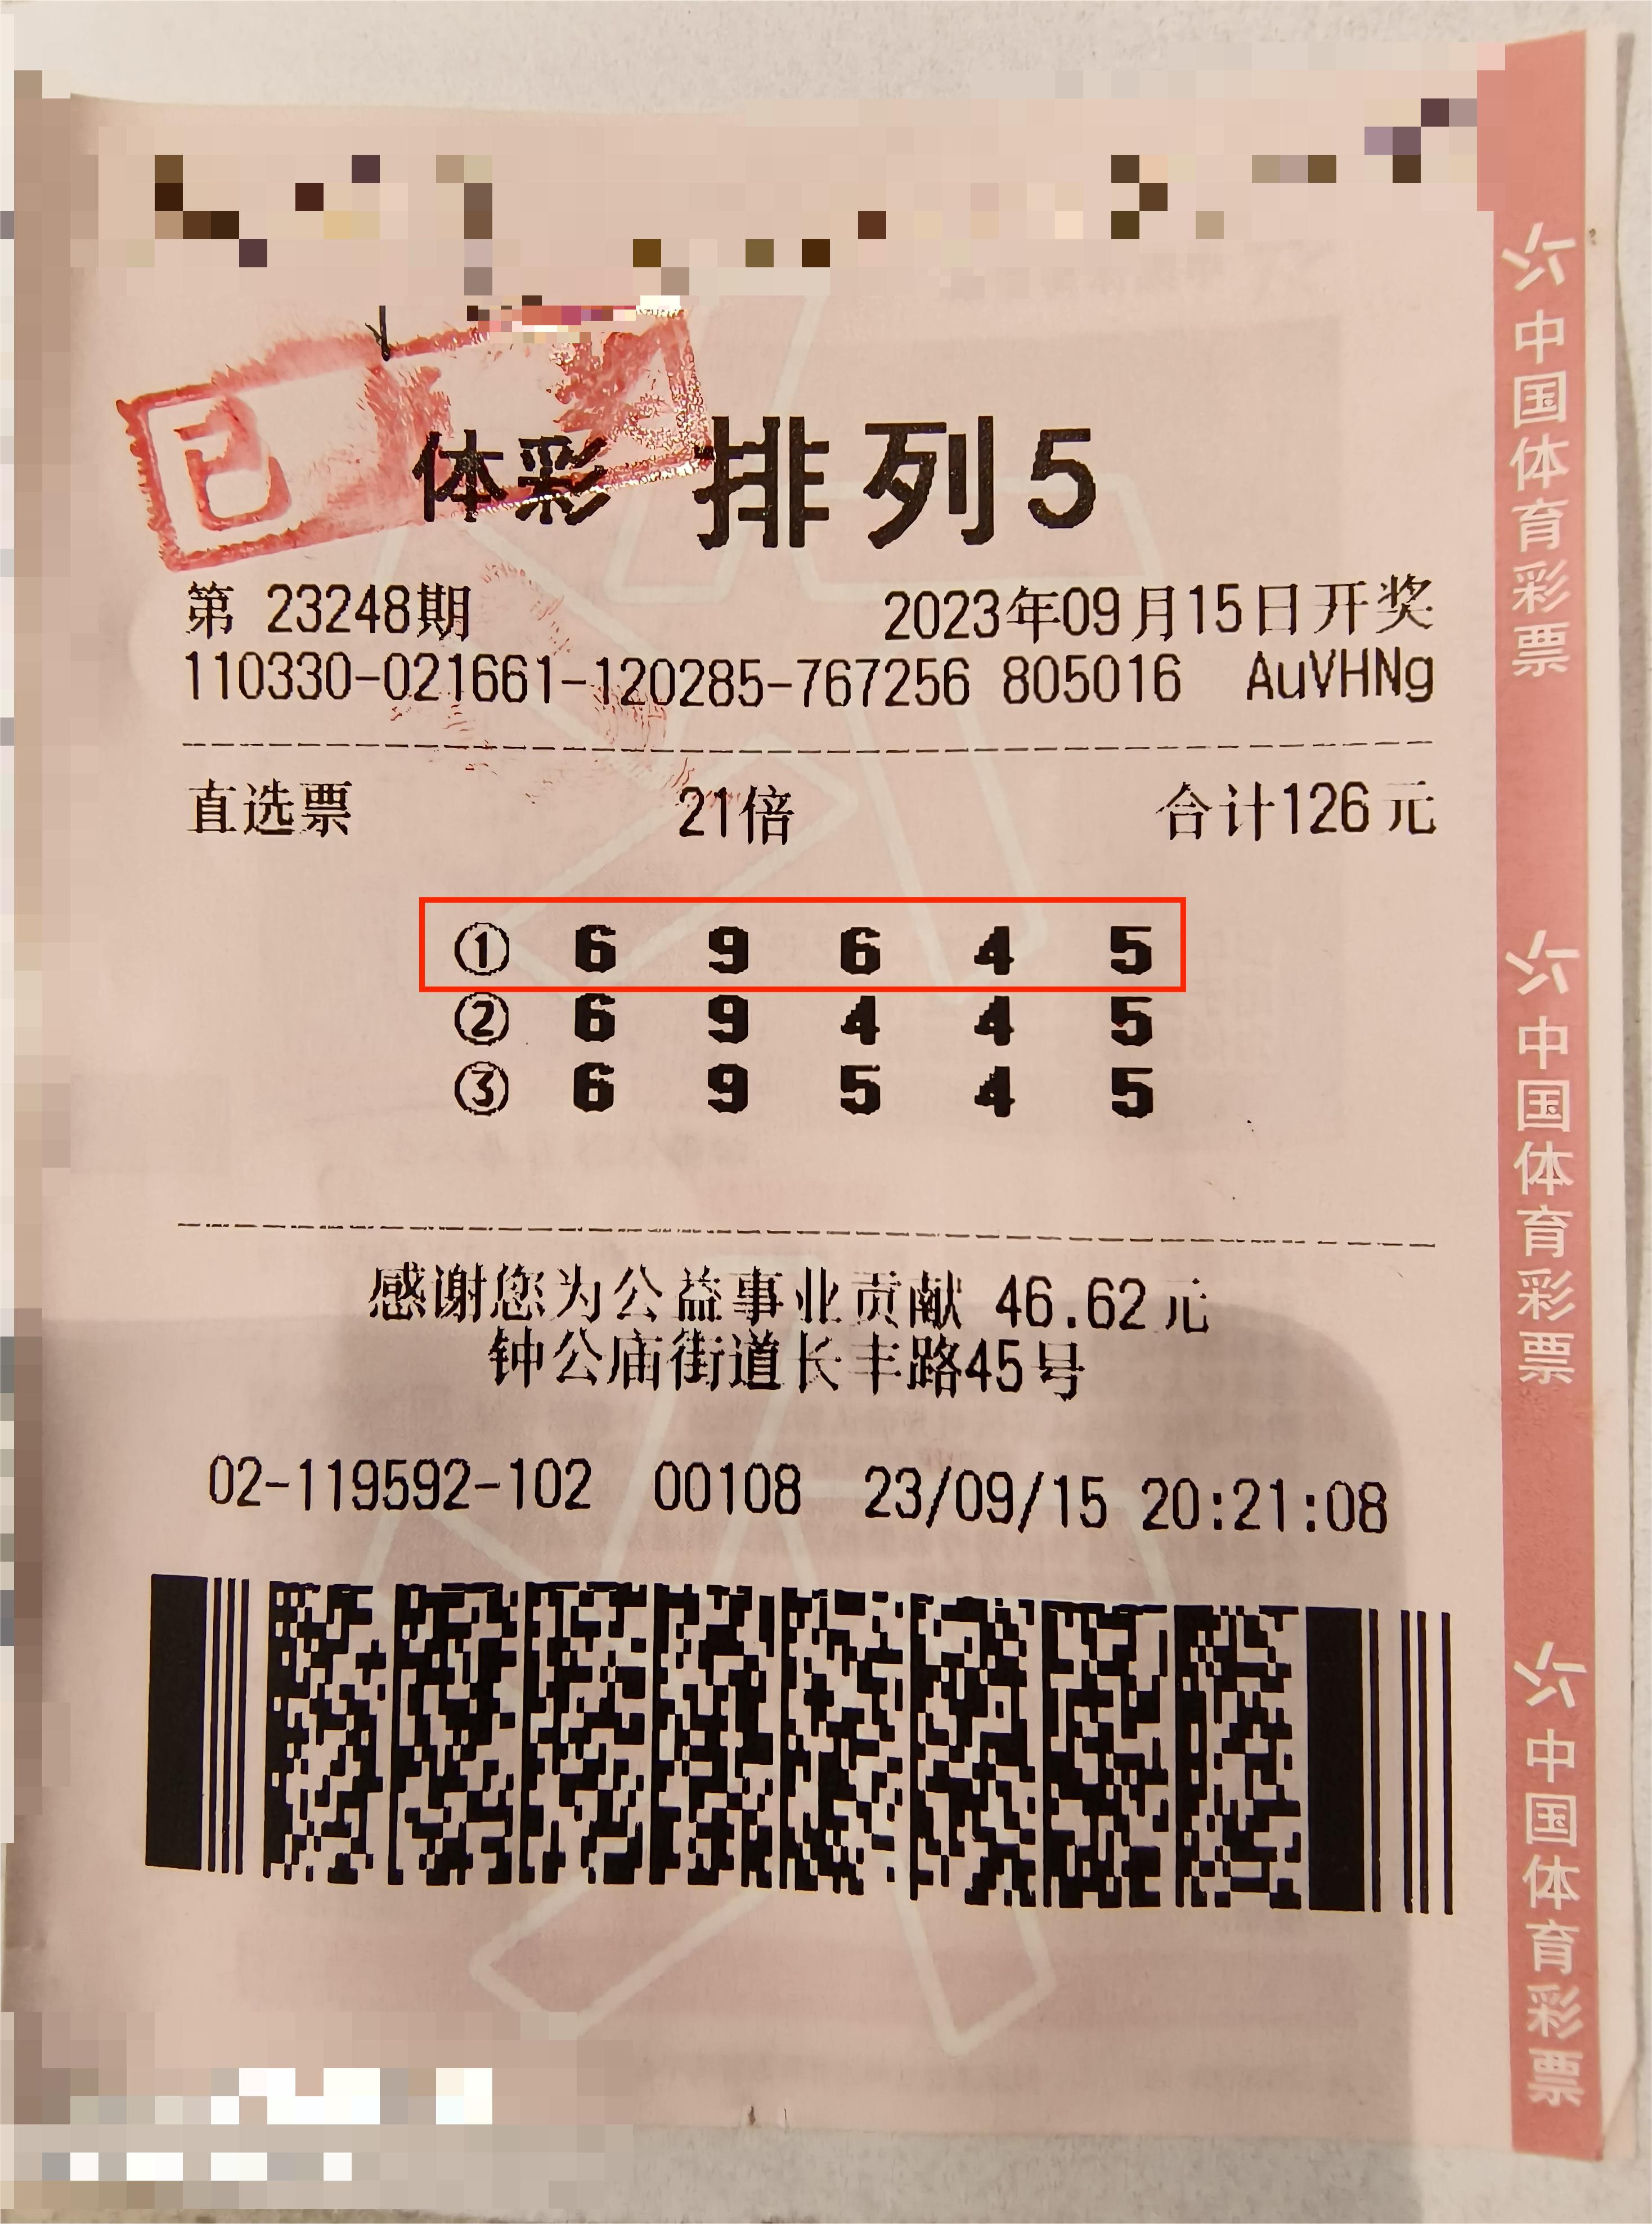 已
体彩 排列5
第 23248期 2023年09月15日开奖
110330-021661-120285-767256 805016 AuVHNg
直选票 21倍 合计126元
① 6 9 6 4 5
② 6 9 4 4 5
③ 6 9 5 4 5
感谢您为公益事业贡献 46.62元
钟公庙街道长丰路45号
02-119592-102 00108 23/09/15 20:21:08
中国体育彩票
中国体育彩票
中国体育彩票